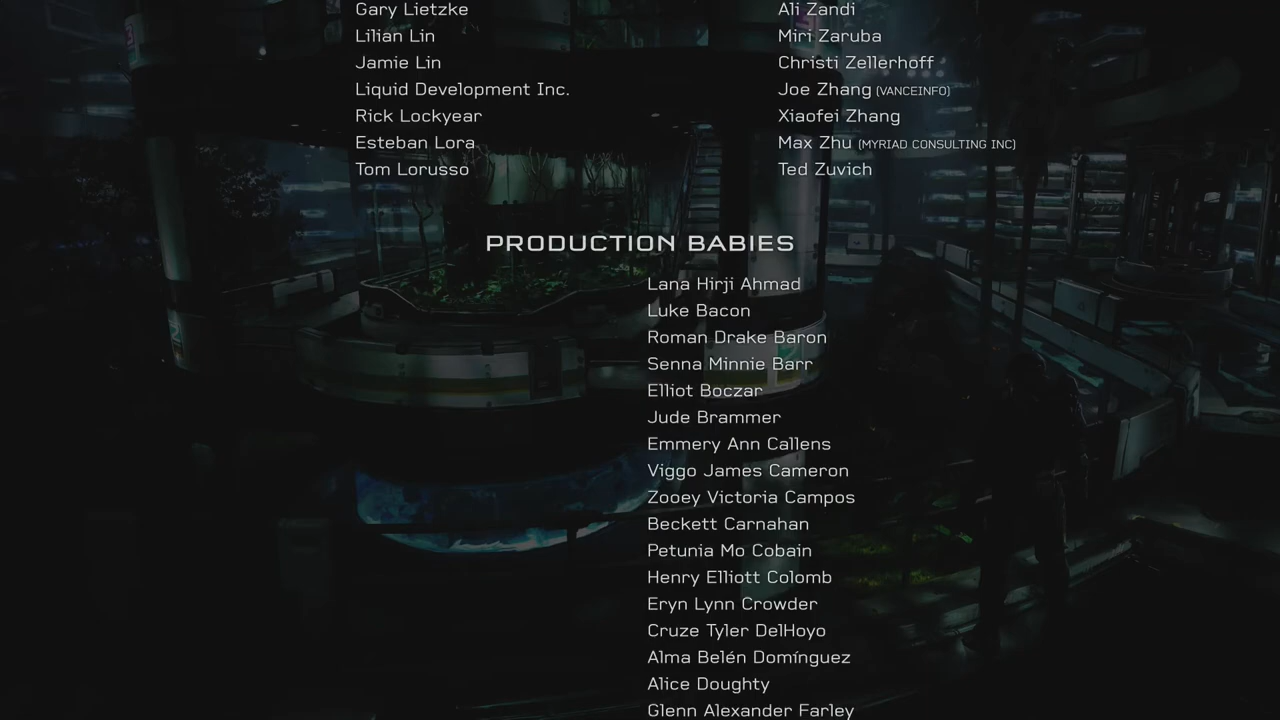 Gary Lietzke
Lilian Lin
Jamie Lin
Liquid Development Inc.
Rick Lockyear
Esteban Lora
Tom Lorusso
Ali Zandi
Miri Zaruba
Christi Zellerhoff
Joe Zhang (VANCEINFO)
Xiaofei Zhang
Max Zhu (MYRIAD CONSULTING INC)
Ted Zuvich
PRODUCTION BABIES
Lana Hirji Ahmad
Luke Bacon
Roman Drake Baron
Senna Minnie Barr
Elliot Boczar
Jude Brammer
Emmery Ann Callens
Viggo James Cameron
Zooey Victoria Campos
Beckett Carnahan
Petunia Mo Cobain
Henry Elliott Colomb
Eryn Lynn Crowder
Cruze Tyler DelHoyo
Alma Belén Domínguez
Alice Doughty
Glenn Alexander Farley